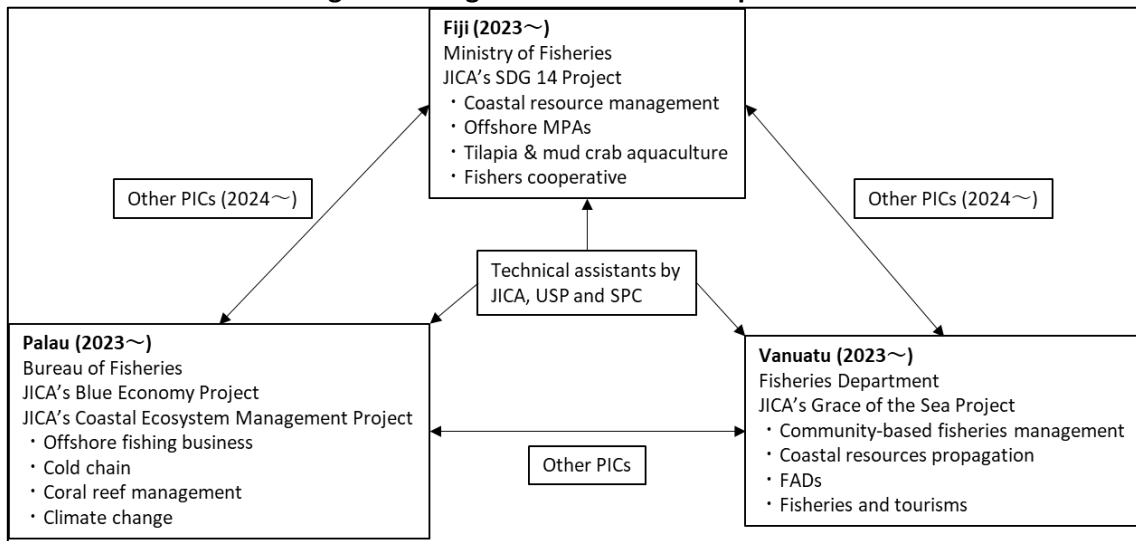 Fiji (2023～)
Ministry of Fisheries
JICA's SDG 14 Project
・Coastal resource management
・Offshore MPAs
・Tilapia & mud crab aquaculture
・Fishers cooperative
Other PICs (2024～)
Other PICs (2024～)
Technical assistants by
JICA, USP and SPC
Palau (2023～)
Bureau of Fisheries
JICA's Blue Economy Project
JICA's Coastal Ecosystem Management Project
・Offshore fishing business
・Cold chain
・Coral reef management
・Climate change
Other PICs
Vanuatu (2023～)
Fisheries Department
JICA's Grace of the Sea Project
・Community-based fisheries management
・Coastal resources propagation
・FADs
・Fisheries and tourisms